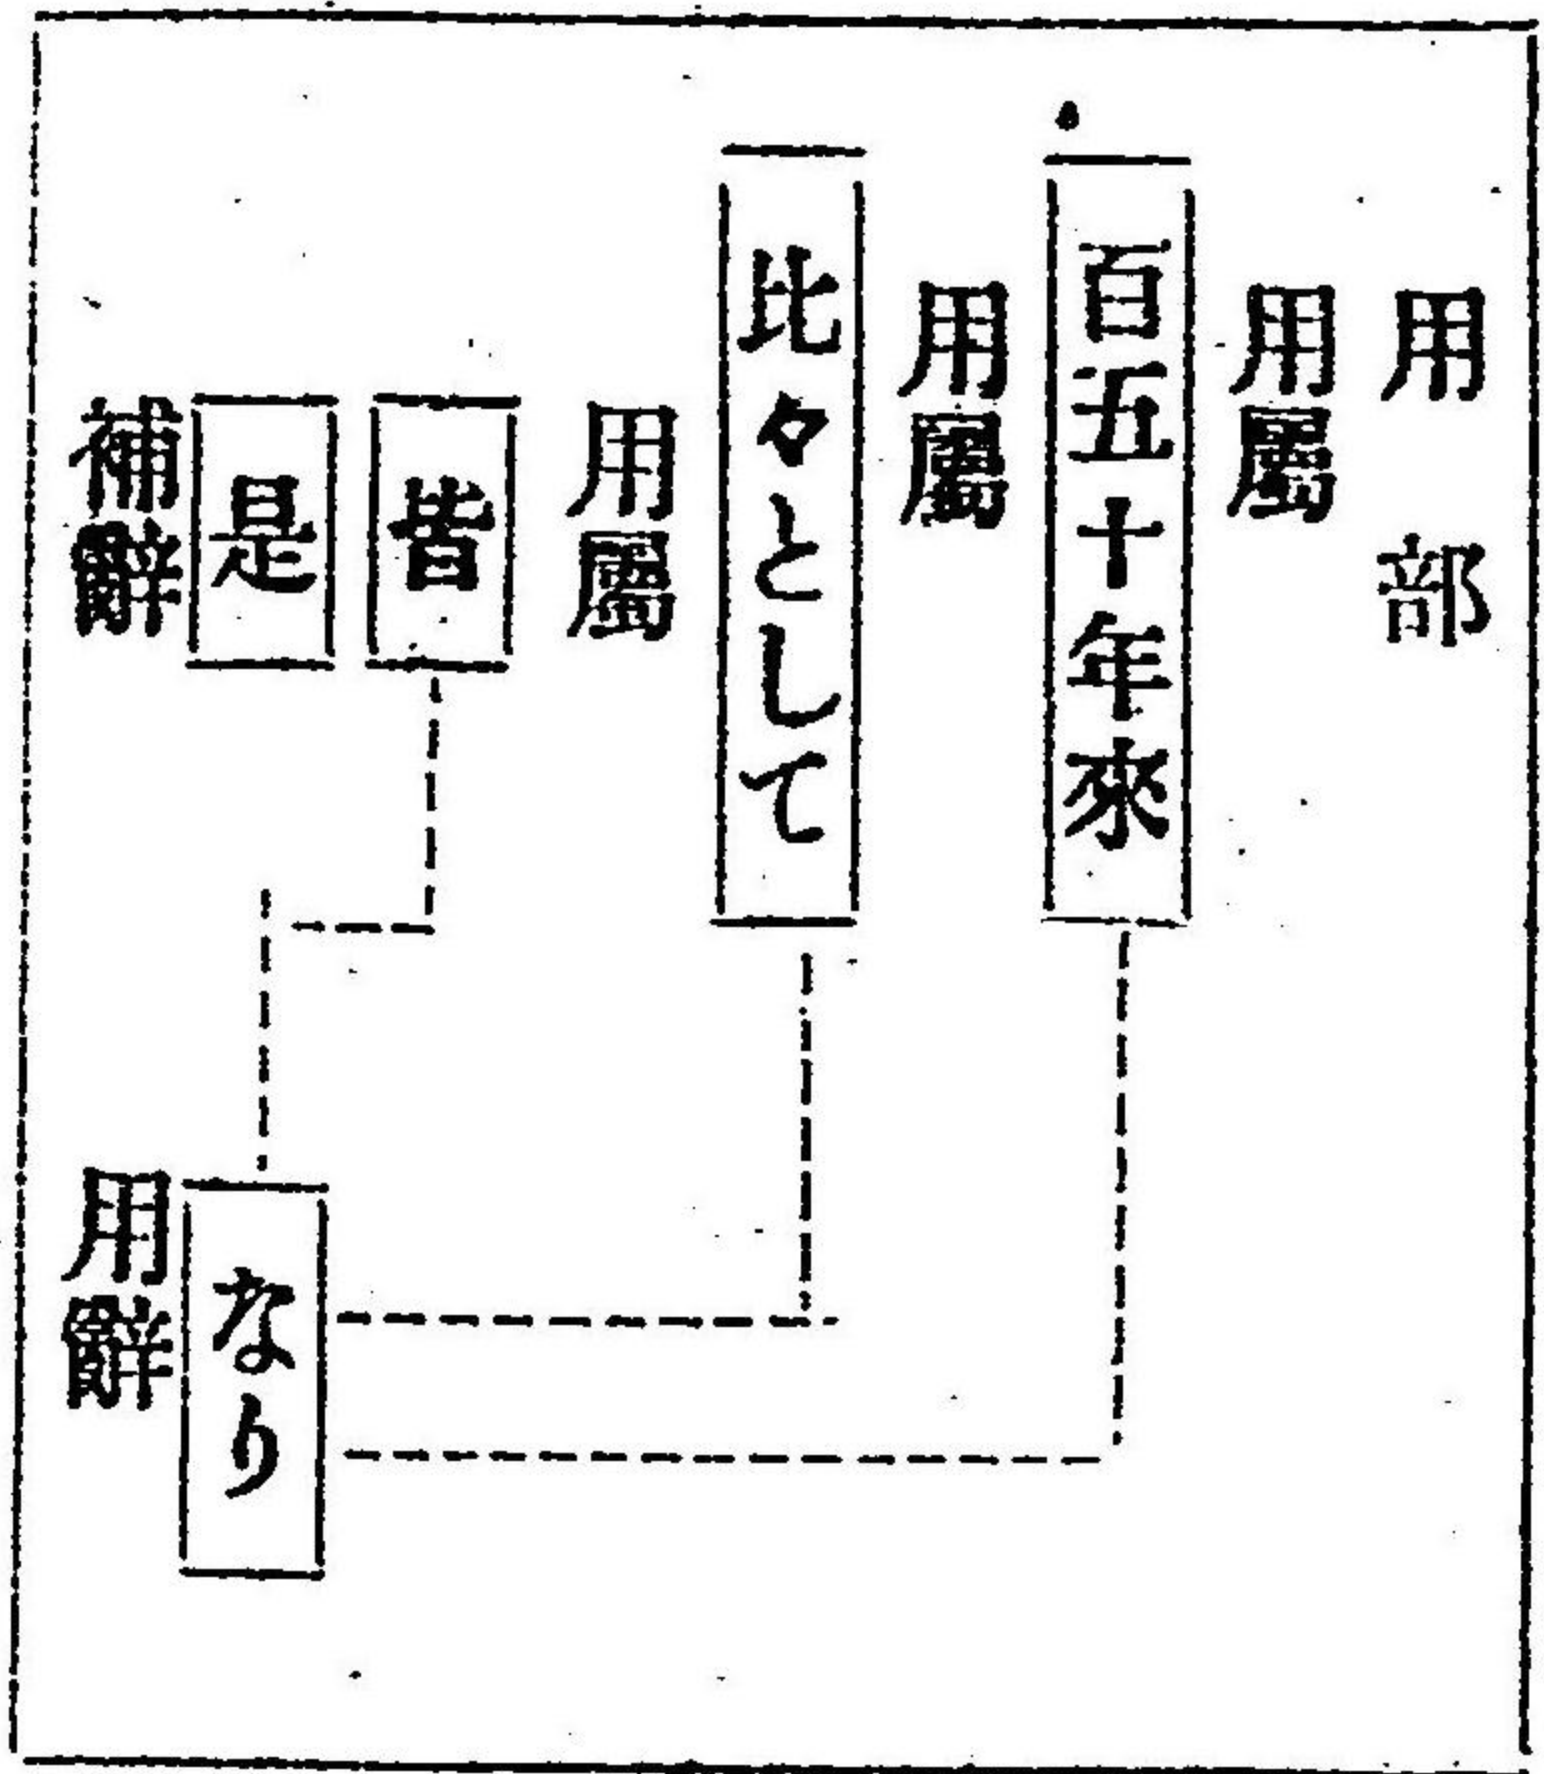 用部
用屬
百五十年來
用屬
比々として
用屬
皆
是
補辭
なり
用辭